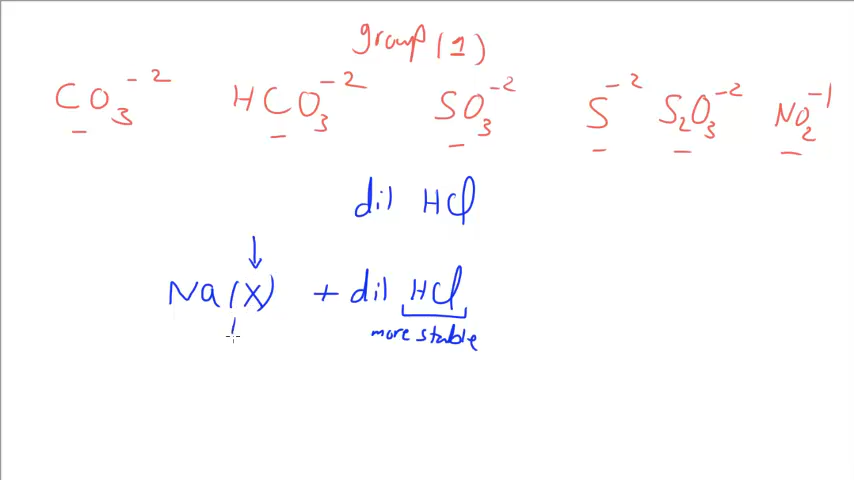 group (1)
CO₃⁻² HCO₃⁻² SO₃⁻² S⁻² S₂O₃⁻² NO₂⁻¹
dil HCl
↓
Na(X) + dil HCl
more stable